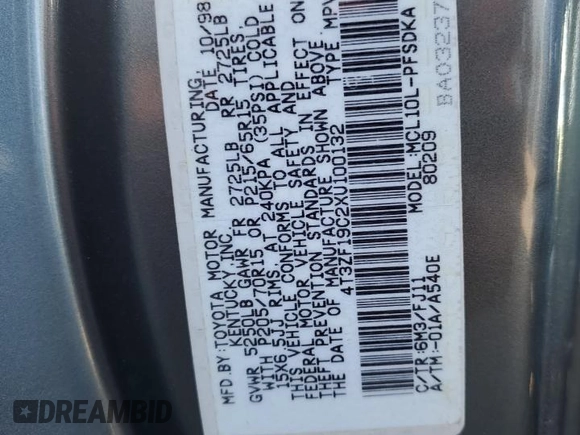 MFD.BY:TOYOTA MOTOR MANUFACTURING,
KENTUCKY INC. DATE 10/98
GVWR 5250LB GAWR FR 2725LB RR 2725LB
WITH P205/70R15 OR P215/65R15 TIRES
15X6.5JJ RIMS AT 240KPA (35PSI) COLD
THIS VEHICLE CONFORMS TO ALL APPLICABLE
FEDERAL MOTOR VEHICLE SAFETY AND
THEFT PREVENTION STANDARDS IN EFFECT ON
THE DATE OF MANUFACTURE SHOWN ABOVE.
4T3ZF19C2XU100132 TYPE MPV
C/TR:6M3/FJ11 MODEL:MCL10L-PFSDKA
A/TM-01A/A540E 80209
BA03237
DREAMBID